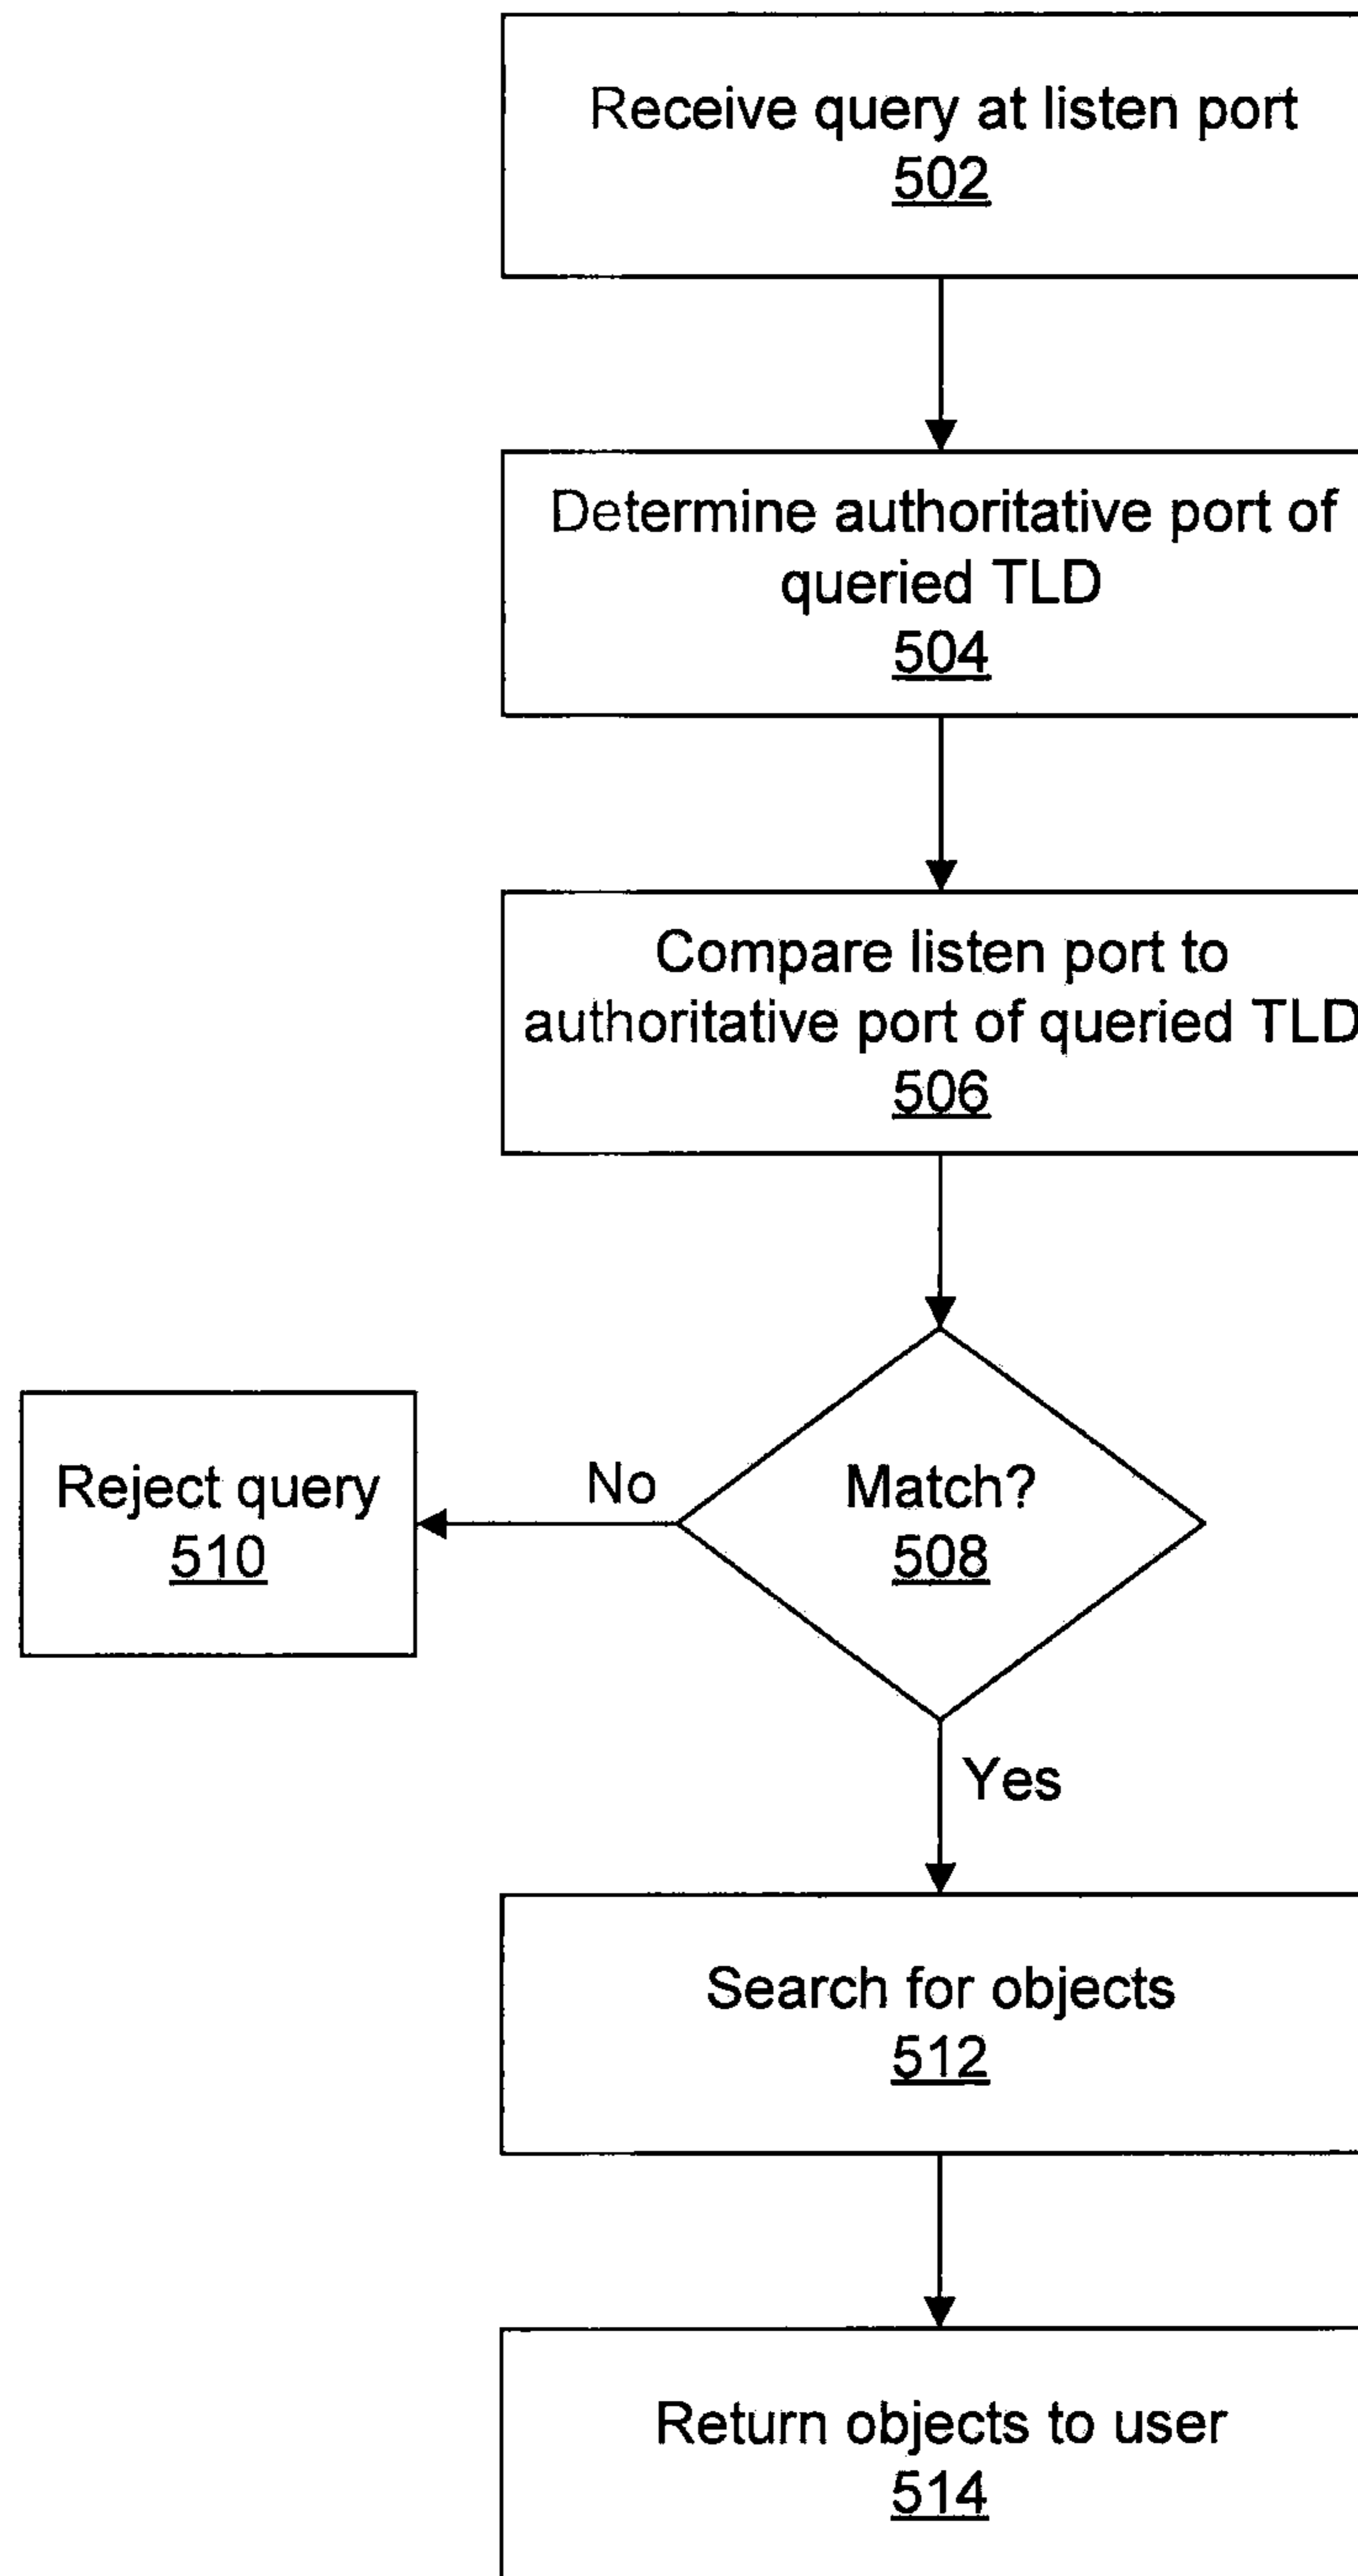 Receive query at listen port
502
Determine authoritative port of
queried TLD
504
Compare listen port to
authoritative port of queried TLD
506
Match?
508
No
Reject query
510
Yes
Search for objects
512
Return objects to user
514